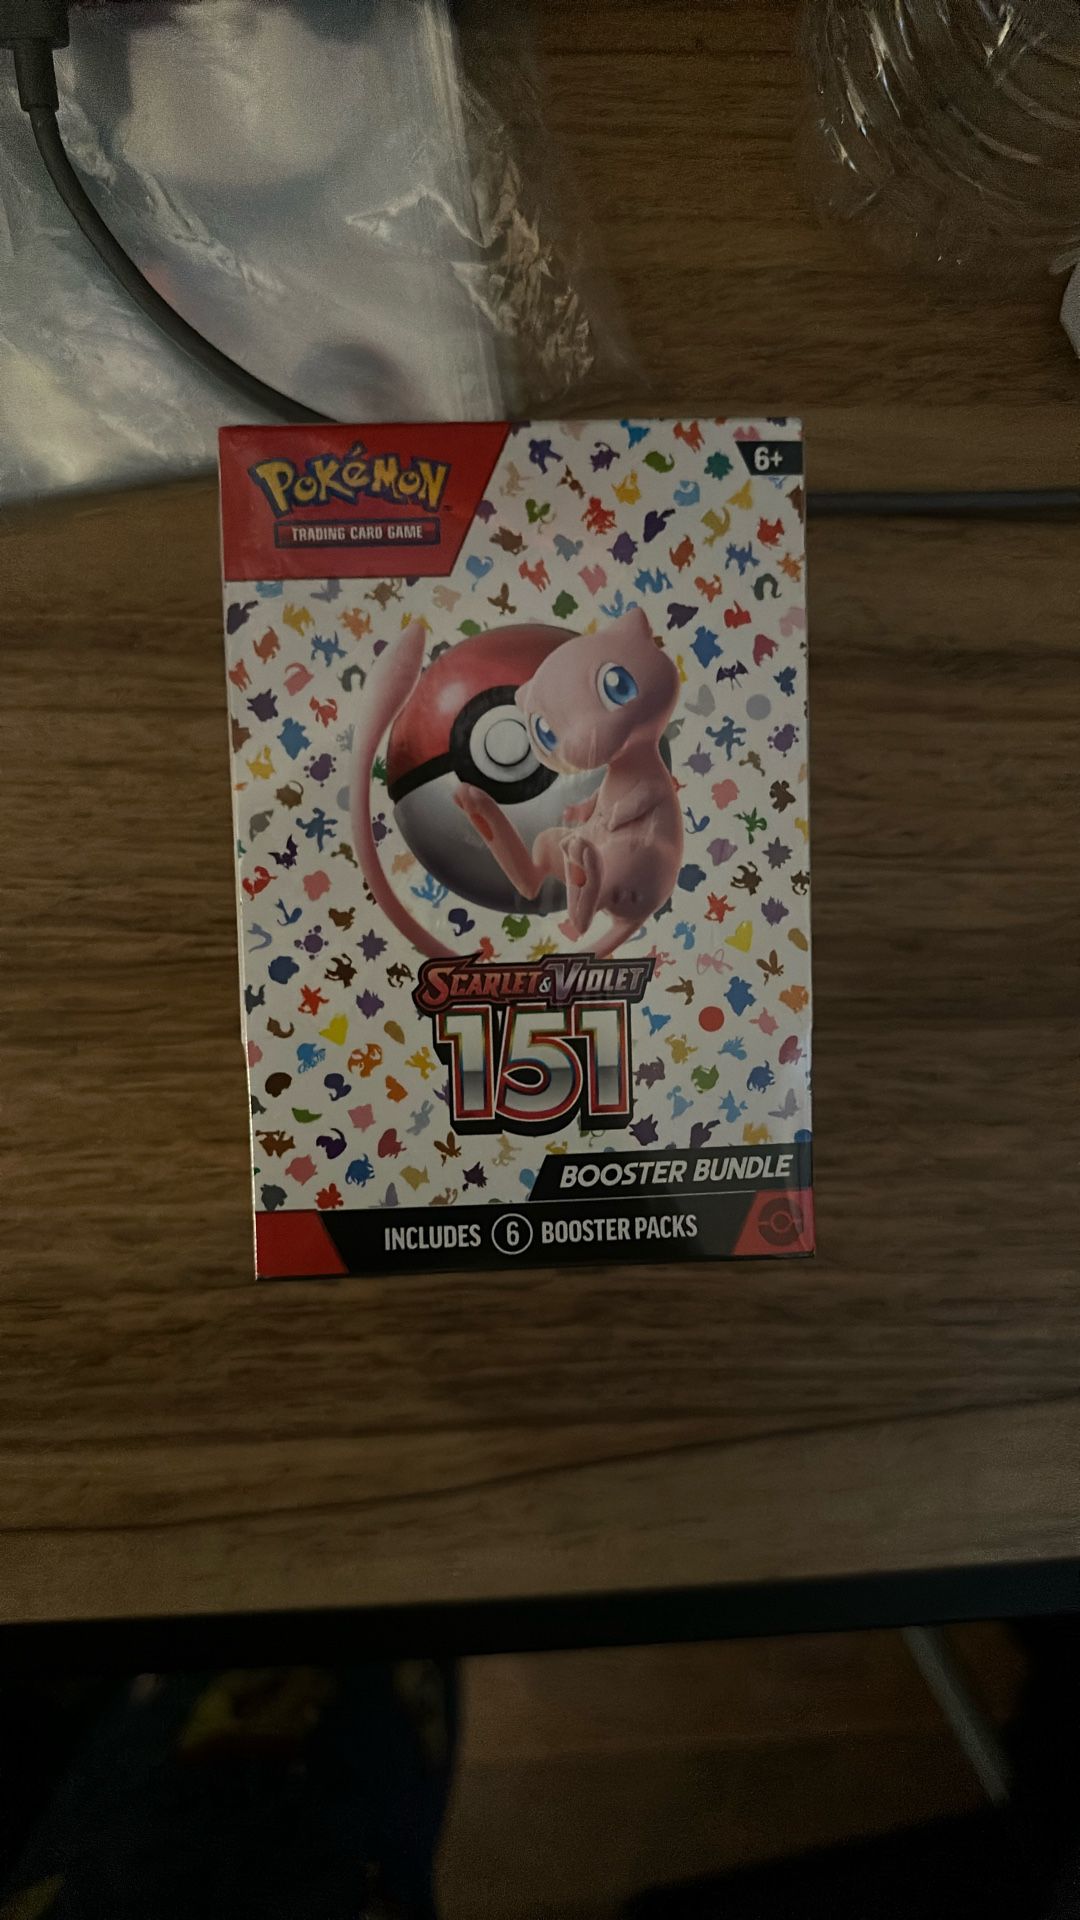 POKéMON
TRADING CARD GAME
6+
SCARLET & VIOLET
151
BOOSTER BUNDLE
INCLUDES 6 BOOSTER PACKS